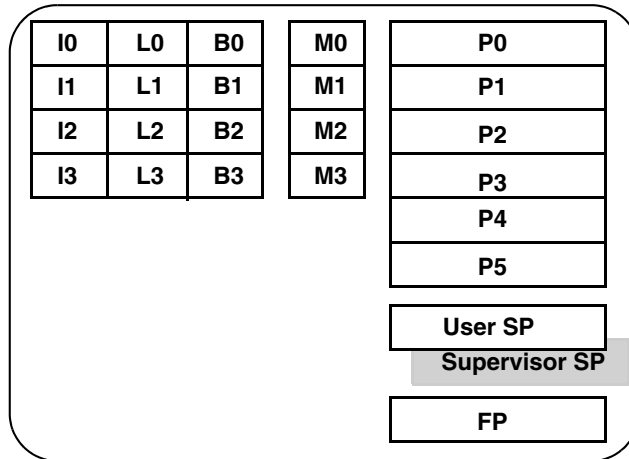 I0 L0 B0 M0 P0
I1 L1 B1 M1 P1
I2 L2 B2 M2 P2
I3 L3 B3 M3 P3
P4
P5
User SP
Supervisor SP
FP